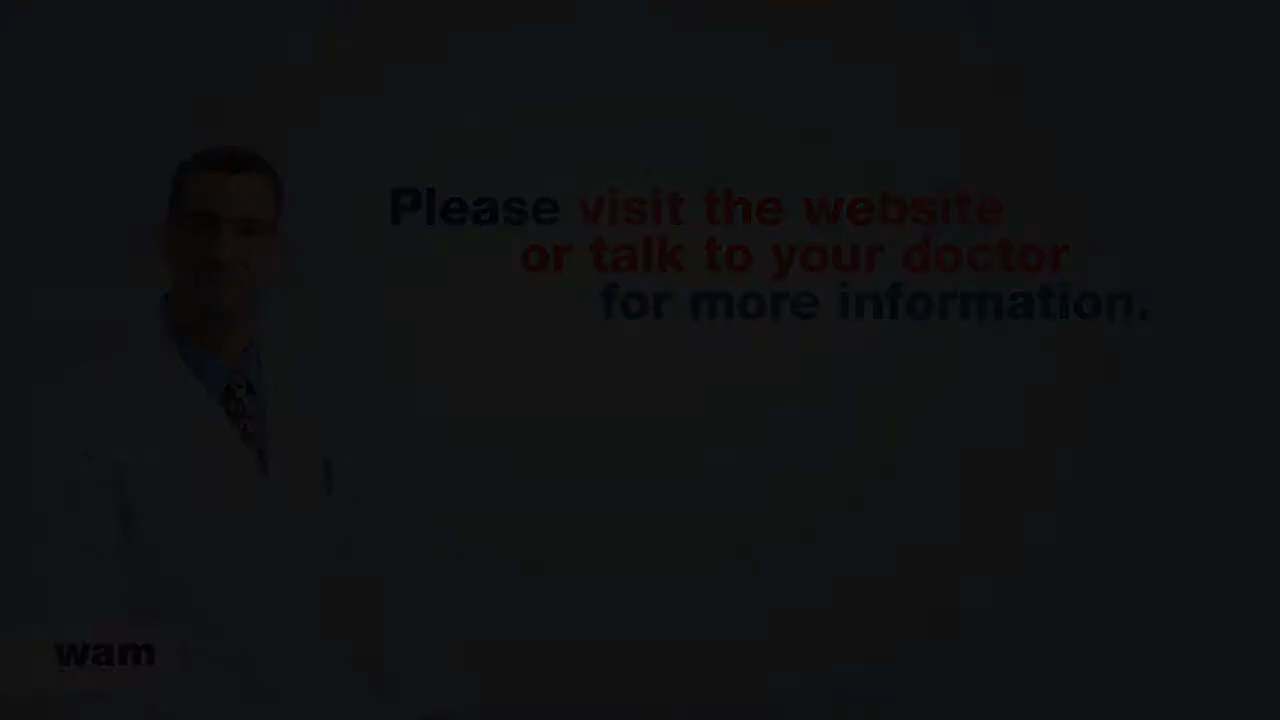 Please visit the website
or talk to your doctor
for more information.
wam